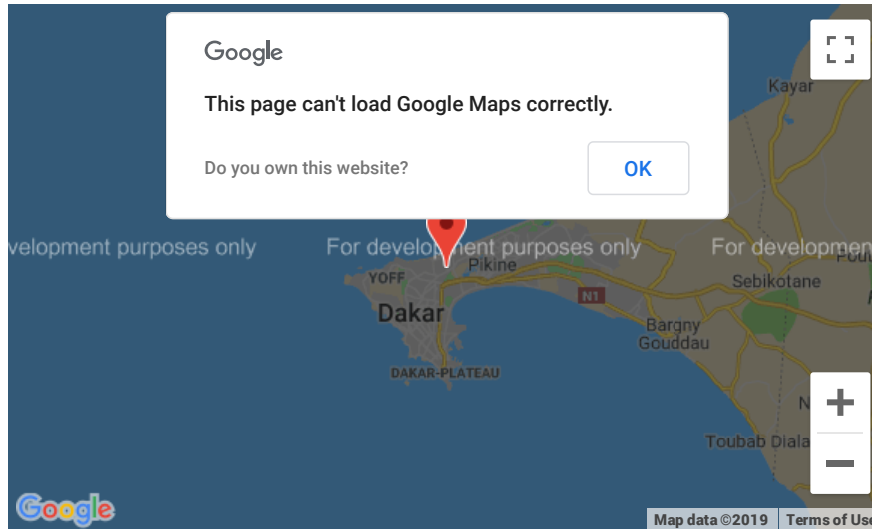 Google
This page can't load Google Maps correctly.
Do you own this website?
OK
Kayar
velopment purposes only
For development purposes only
For developmen
YOFF
Pikine
Sebikotane
N1
Dakar
Bargny
Gouddau
DAKAR-PLATEAU
Toubab Diala
Google
Map data ©2019
Terms of Use